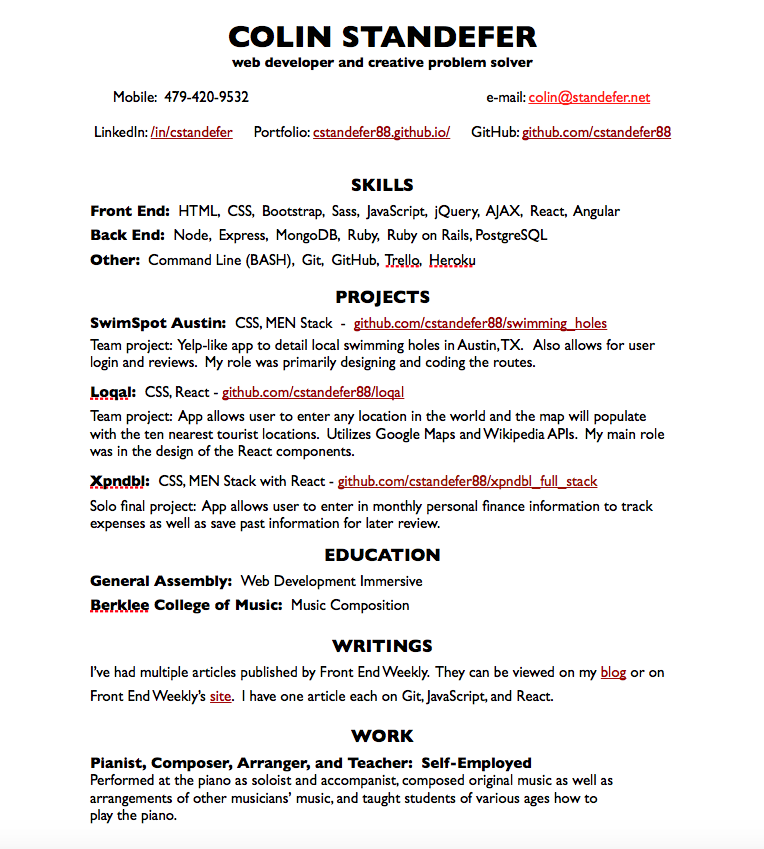 COLIN STANDEFER
web developer and creative problem solver
Mobile: 479-420-9532 e-mail: colin@standefer.net
LinkedIn: /in/cstandefer Portfolio: cstandefer88.github.io/ GitHub: github.com/cstandefer88
SKILLS
Front End: HTML, CSS, Bootstrap, Sass, JavaScript, jQuery, AJAX, React, Angular
Back End: Node, Express, MongoDB, Ruby, Ruby on Rails, PostgreSQL
Other: Command Line (BASH), Git, GitHub, Trello, Heroku
PROJECTS
SwimSpot Austin: CSS, MEN Stack - github.com/cstandefer88/swimming_holes
Team project: Yelp-like app to detail local swimming holes in Austin, TX. Also allows for user
login and reviews. My role was primarily designing and coding the routes.
Loqal: CSS, React - github.com/cstandefer88/loqal
Team project: App allows user to enter any location in the world and the map will populate
with the ten nearest tourist locations. Utilizes Google Maps and Wikipedia APIs. My main role
was in the design of the React components.
Xpndbl: CSS, MEN Stack with React - github.com/cstandefer88/xpndbl_full_stack
Solo final project: App allows user to enter in monthly personal finance information to track
expenses as well as save past information for later review.
EDUCATION
General Assembly: Web Development Immersive
Berklee College of Music: Music Composition
WRITINGS
I've had multiple articles published by Front End Weekly. They can be viewed on my blog or on
Front End Weekly's site. I have one article each on Git, JavaScript, and React.
WORK
Pianist, Composer, Arranger, and Teacher: Self-Employed
Performed at the piano as soloist and accompanist, composed original music as well as
arrangements of other musicians' music, and taught students of various ages how to
play the piano.